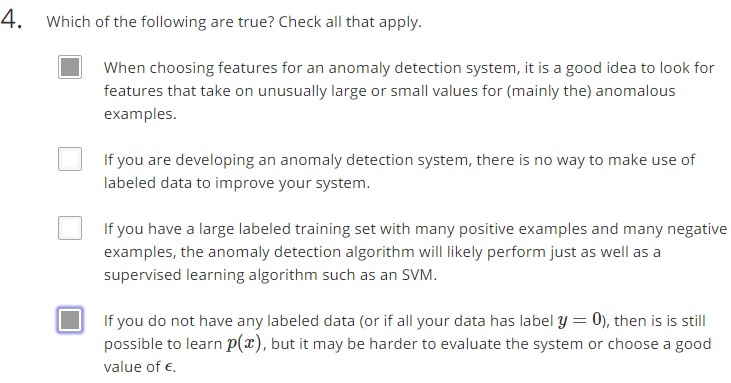 4. Which of the following are true? Check all that apply.
When choosing features for an anomaly detection system, it is a good idea to look for
features that take on unusually large or small values for (mainly the) anomalous
examples.
If you are developing an anomaly detection system, there is no way to make use of
labeled data to improve your system.
If you have a large labeled training set with many positive examples and many negative
examples, the anomaly detection algorithm will likely perform just as well as a
supervised learning algorithm such as an SVM.
If you do not have any labeled data (or if all your data has label y = 0), then is is still
possible to learn p(x), but it may be harder to evaluate the system or choose a good
value of ϵ.